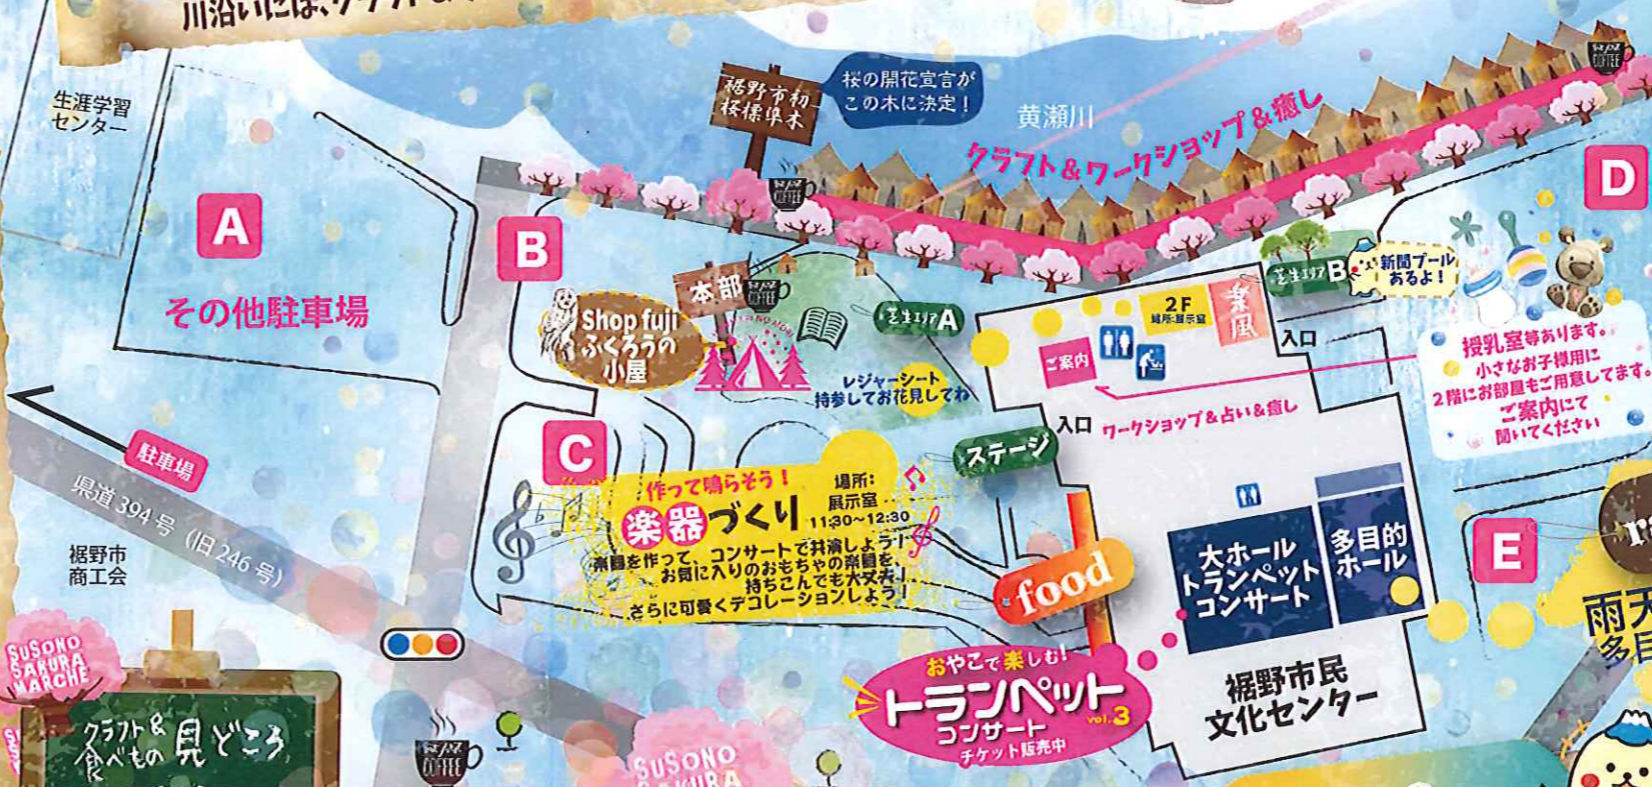 川沿いには、クラフト&
生涯学習
センター
裾野市初
桜標準木
桜の開花宣言が
この木に決定！
黄瀬川
クラフト&ワークショップ&癒し
COFFEE
COFFEE
A
その他駐車場
B
D
本部
COFFEE
Shop fuji
ふくろうの
小屋
芝生エリアA
レジャーシート
持参してお花見してね
2F
場所:展示室
楽風
ご案内
入口
芝生エリアB
新聞プール
あるよ！
授乳室等あります。
小さなお子様用に
2階にお部屋もご用意してます。
ご案内にて
聞いてください
入口
ワークショップ&占い&癒し
ステージ
C
作って鳴らそう！
楽器づくり
場所:
展示室
11:30~12:30
楽器を作って、コンサートで共演しよう！
お気に入りのおもちゃの楽器を、
持ちこんでも大丈夫！
さらに可愛くデコレーションしよう！
駐車場
県道 394 号（旧 246 号）
裾野市
商工会
food
大ホール
トランペット
コンサート
多目的
ホール
E
雨天
多目
裾野市民
文化センター
おやこで楽しむ！
トランペット
コンサート
vol.3
チケット販売中
SUSONO
SAKURA
MARCHE
クラフト&
食べもの 見どころ
COFFEE
SUSONO
SAKURA